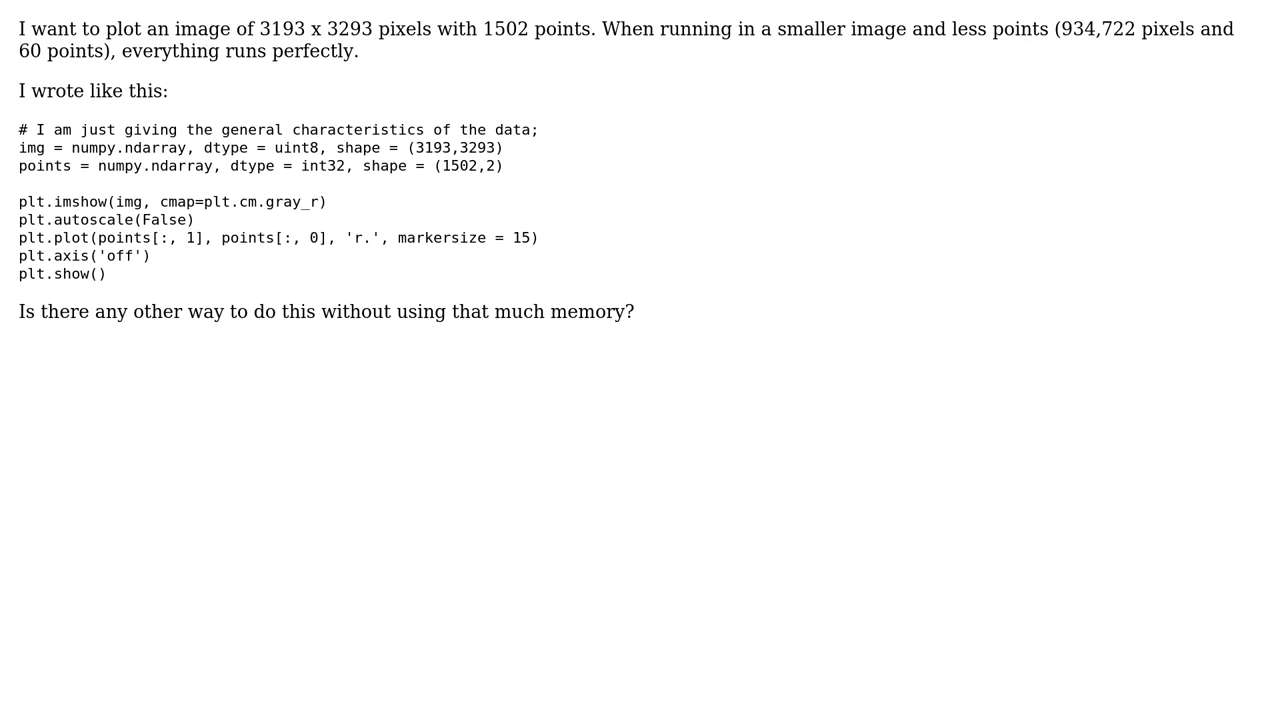 I want to plot an image of 3193 x 3293 pixels with 1502 points. When running in a smaller image and less points (934,722 pixels and
60 points), everything runs perfectly.
I wrote like this:
# I am just giving the general characteristics of the data;
img = numpy.ndarray, dtype = uint8, shape = (3193,3293)
points = numpy.ndarray, dtype = int32, shape = (1502,2)
plt.imshow(img, cmap=plt.cm.gray_r)
plt.autoscale(False)
plt.plot(points[:, 1], points[:, 0], 'r.', markersize = 15)
plt.axis('off')
plt.show()
Is there any other way to do this without using that much memory?